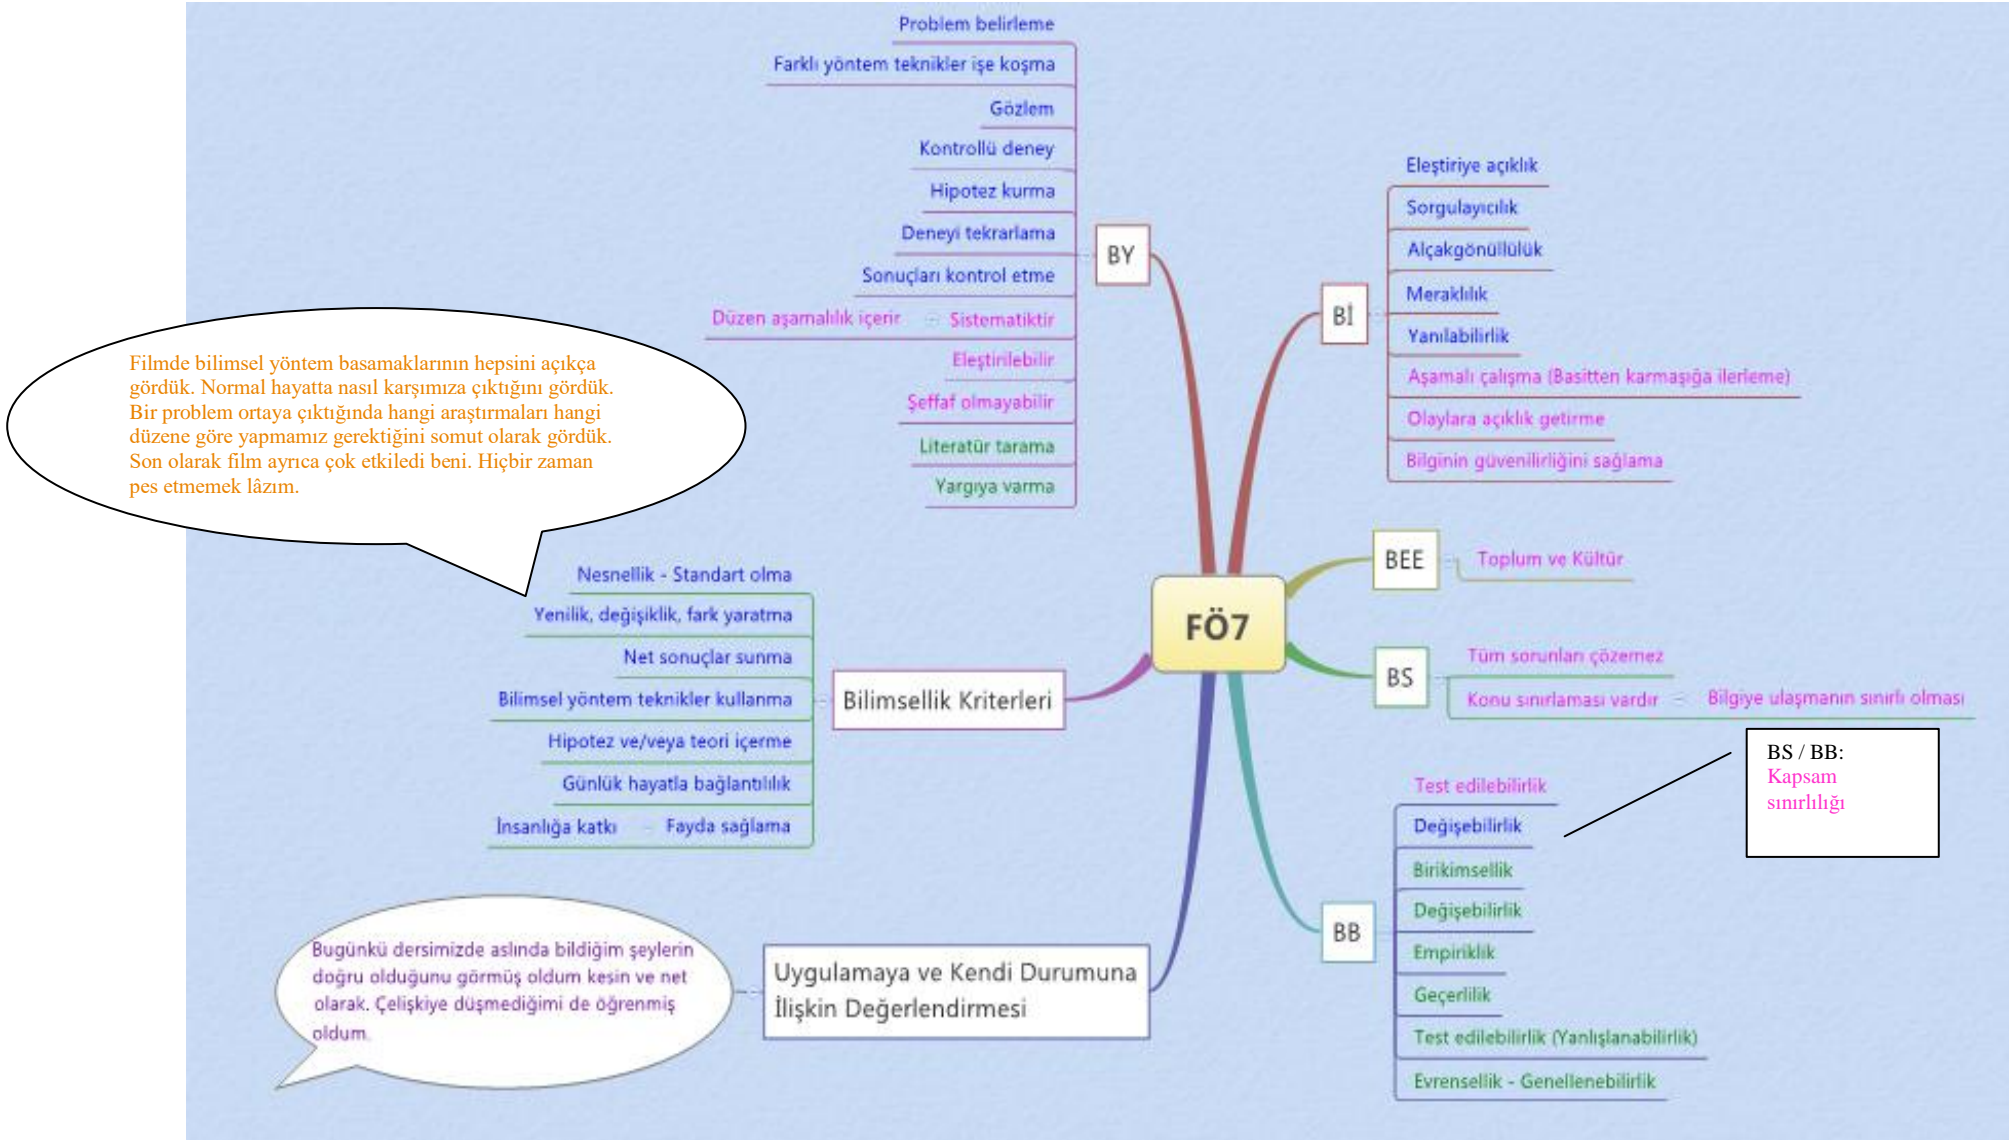 Problem belirleme
Farklı yöntem teknikler işe koşma
Gözlem
Kontrollü deney
Hipotez kurma
Deneyi tekrarlama
Sonuçları kontrol etme
Düzen aşamalılık içerir
Sistematiktir
Eleştirilebilir
Şeffaf olmayabilir
Literatür tarama
Yargıya varma
BY
Filmde bilimsel yöntem basamaklarının hepsini açıkça
gördük. Normal hayatta nasıl karşımıza çıktığını gördük.
Bir problem ortaya çıktığında hangi araştırmaları hangi
düzene göre yapmamız gerektiğini somut olarak gördük.
Son olarak film ayrıca çok etkiledi beni. Hiçbir zaman
pes etmemek lâzım.
Bİ
Eleştiriye açıklık
Sorgulayıcılık
Alçakgönüllülük
Meraklılık
Yanılabilirlik
Aşamalı çalışma (Basitten karmaşığa ilerleme)
Olaylara açıklık getirme
Bilginin güvenilirliğini sağlama
BEE
Toplum ve Kültür
FÖ7
BS
Tüm sorunları çözemez
Konu sınırlaması vardır
Bilgiye ulaşmanın sınırlı olması
BS / BB:
Kapsam
sınırlılığı
Nesnellik - Standart olma
Yenilik, değişiklik, fark yaratma
Net sonuçlar sunma
Bilimsel yöntem teknikler kullanma
Hipotez ve/veya teori içerme
Günlük hayatla bağlantılılık
İnsanlığa katkı
Fayda sağlama
Bilimsellik Kriterleri
BB
Test edilebilirlik
Değişebilirlik
Birikimsellik
Değişebilirlik
Empiriklik
Geçerlilik
Test edilebilirlik (Yanlışlanabilirlik)
Evrensellik - Genellenebilirlik
Bugünkü dersimizde aslında bildiğim şeylerin
doğru olduğunu görmüş oldum kesin ve net
olarak. Çelişkiye düşmediğimi de öğrenmiş
oldum.
Uygulamaya ve Kendi Durumuna
İlişkin Değerlendirmesi